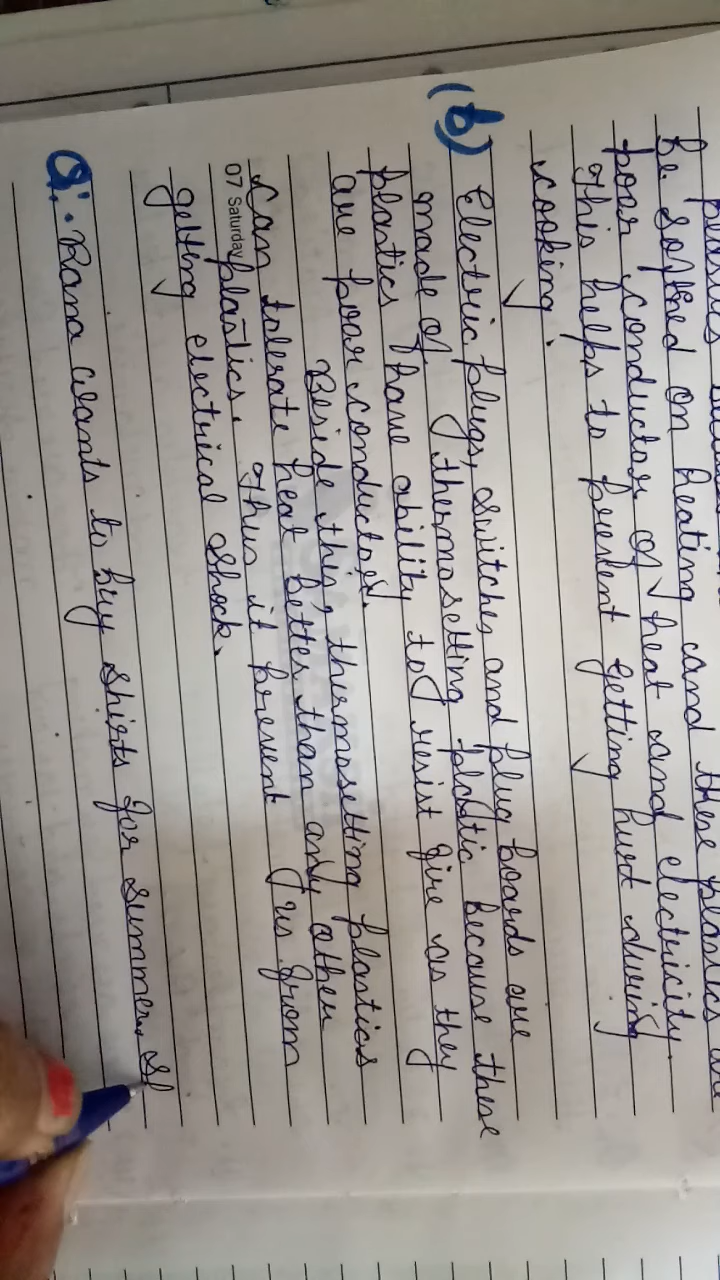 plastics these plastics are
be softned on heating and
poor conductor of heat and electricity.
This helps to prevent getting hurt during
cooking.
(b) Electric plugs, switches and plug boards are
made of thermosetting plastic because these
plastics have ability to resist fire as they
are poor conductor.
Beside this, thermosetting plastics
can tolerate heat better than any other
07 Saturday plastics. Thus it prevent us from
getting electrical shock.
Q:. Rana wants to buy shirts for summer, sh